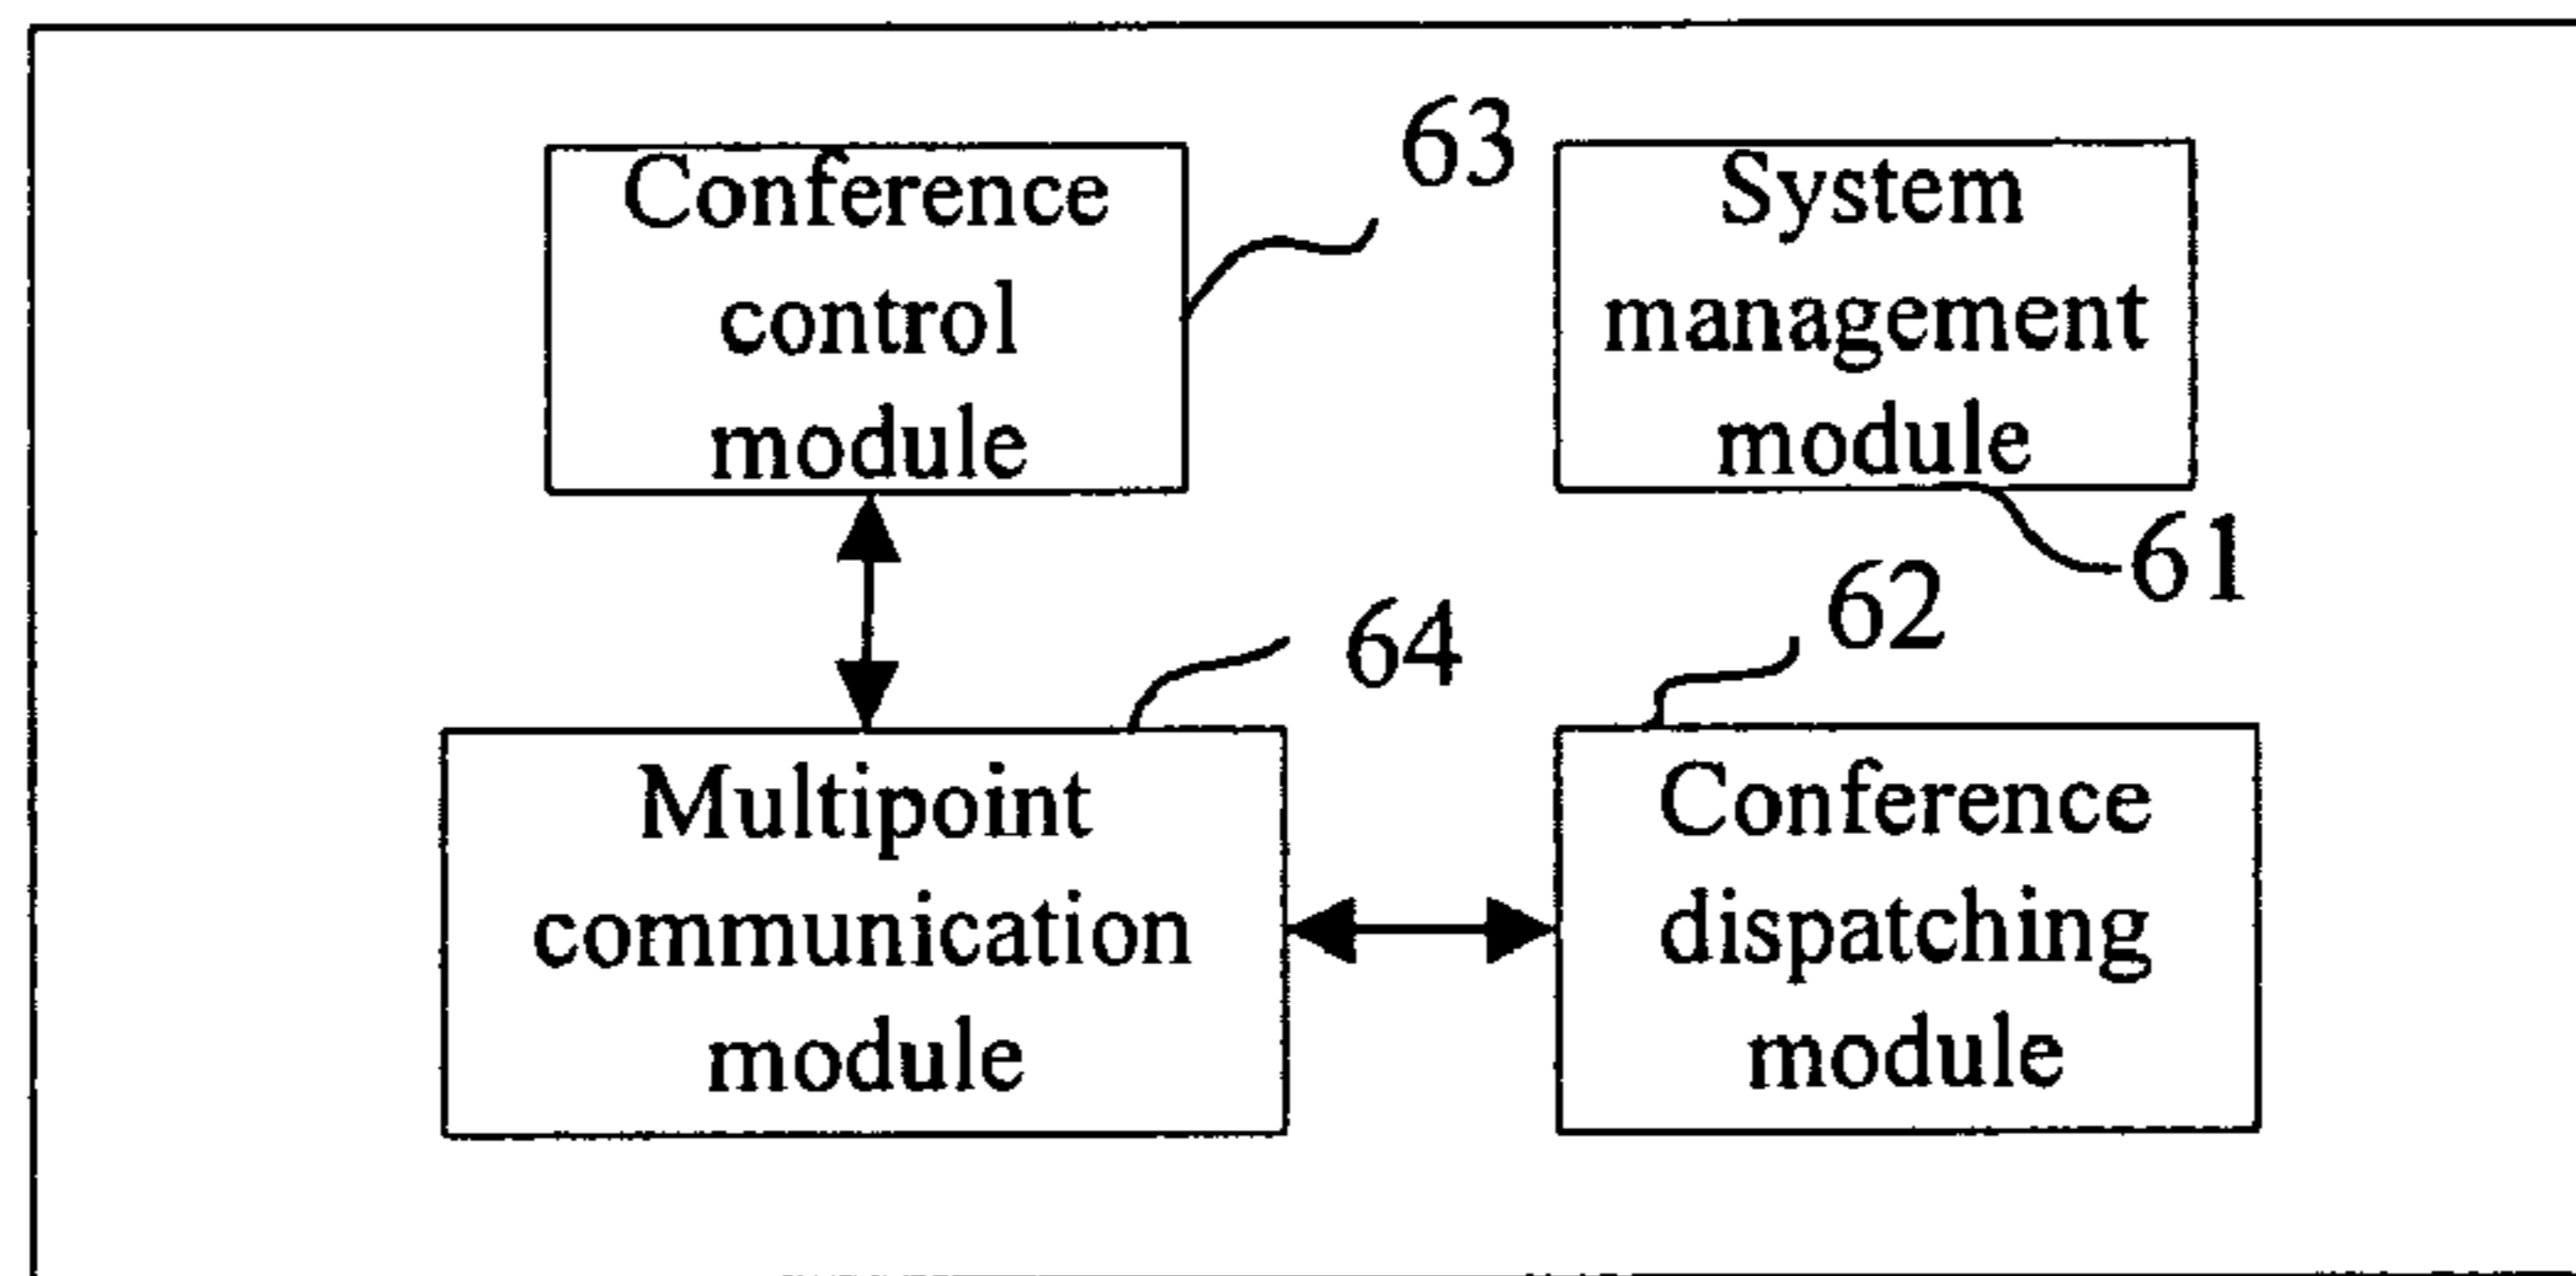 Conference
control
module
63
System
management
module
61
Multipoint
communication
module
64
Conference
dispatching
module
62